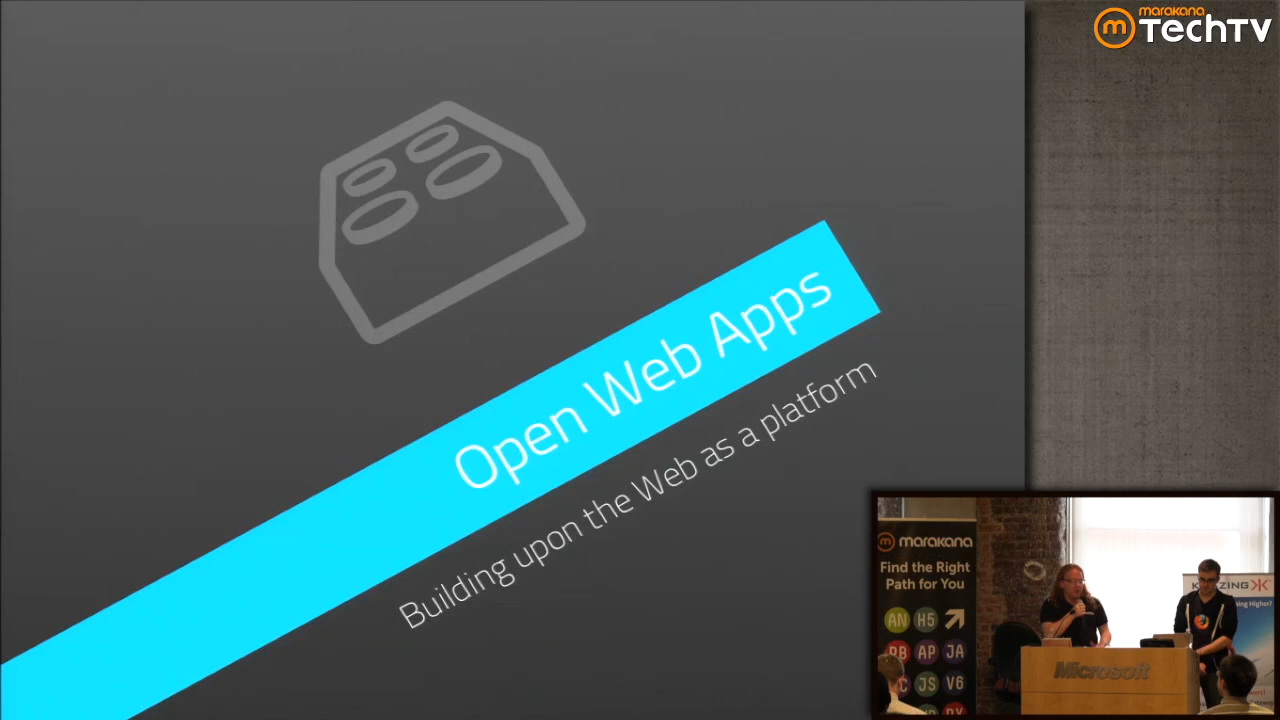 marakana
TechTV
Open Web Apps
Building upon the Web as a platform
marakana
Find the Right
Path for You
AN H5
AP JA
JS V6
KAAZING
Microsoft